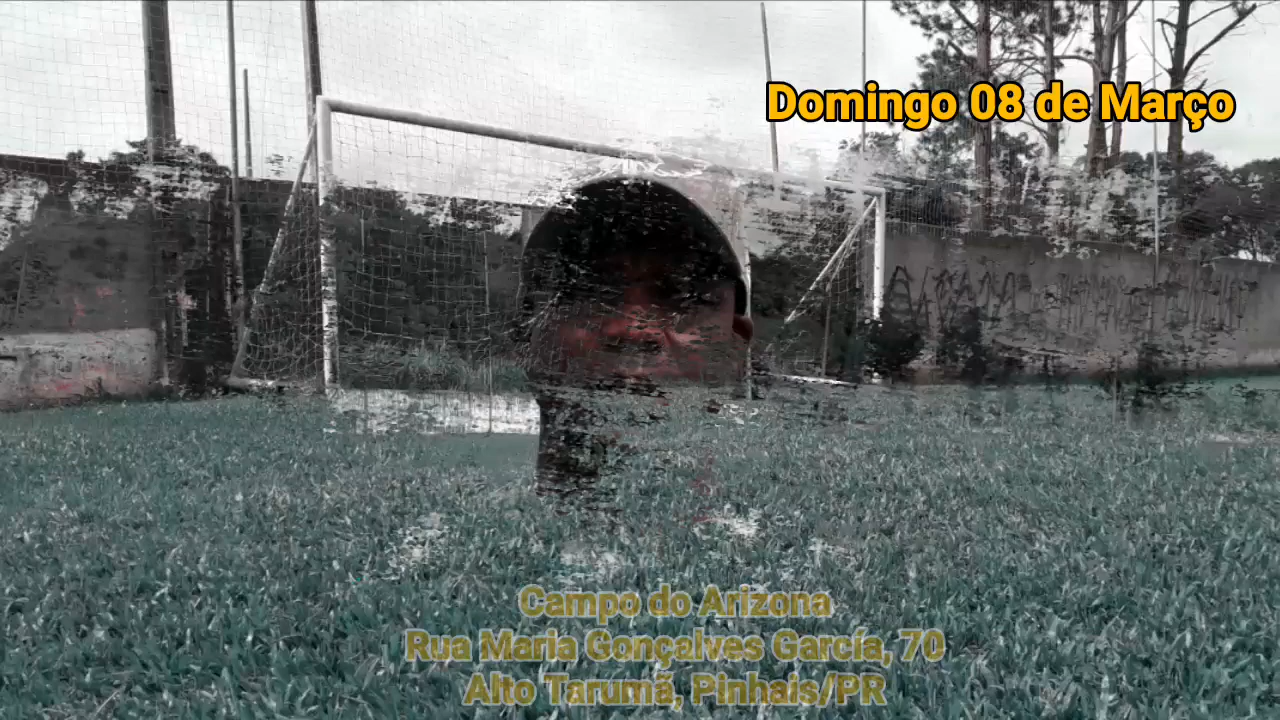 Domingo 08 de Março
Campo do Arizona
Rua Maria Gonçalves García, 70
Alto Tarumã, Pinhais/PR